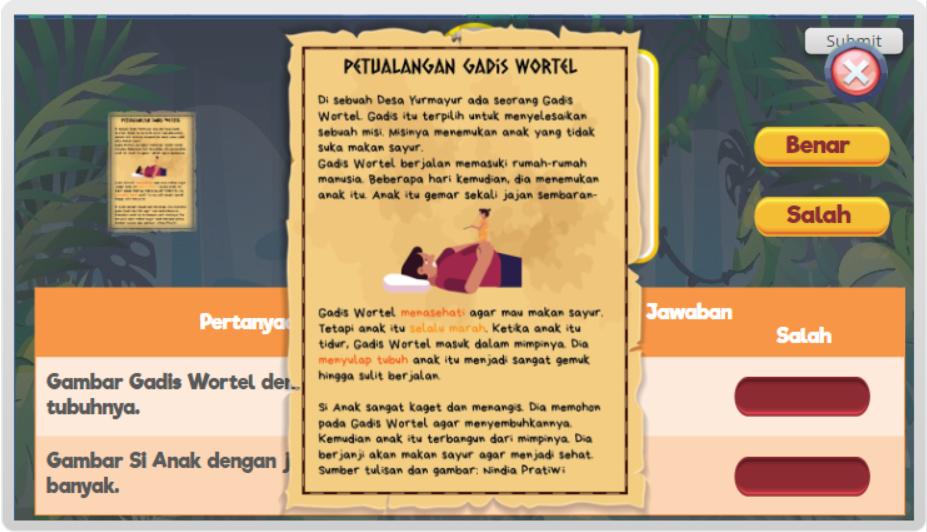 Submit
PETUALANGAN GADIS WORTEL
Di sebuah Desa Yurmayur ada seorang Gadis
Wortel. Gadis itu terpilih untuk menyelesaikan
sebuah misi. Misinya menemukan anak yang tidak
suka makan sayur.
Gadis Wortel berjalan memasuki rumah-rumah
manusia. Beberapa hari kemudian, dia menemukan
anak itu. Anak itu gemar sekali jajan sembaran-
Gadis Wortel menasehati agar mau makan sayur.
Tetapi anak itu selalu marah. Ketika anak itu
tidur, Gadis Wortel masuk dalam mimpinya. Dia
menyulap tubuh anak itu menjadi sangat gemuk
hingga sulit berjalan.
Si Anak sangat kaget dan menangis. Dia memohon
pada Gadis Wortel agar menyembuhkannya.
Kemudian anak itu terbangun dari mimpinya. Dia
berjanji akan makan sayur agar menjadi sehat.
Sumber tulisan dan gambar: Nindia Pratiwi
Benar
Salah
Jawaban
Salah
Gambar Gadis Wortel
tubuhnya.
Gambar Si Anak dengan
banyak.